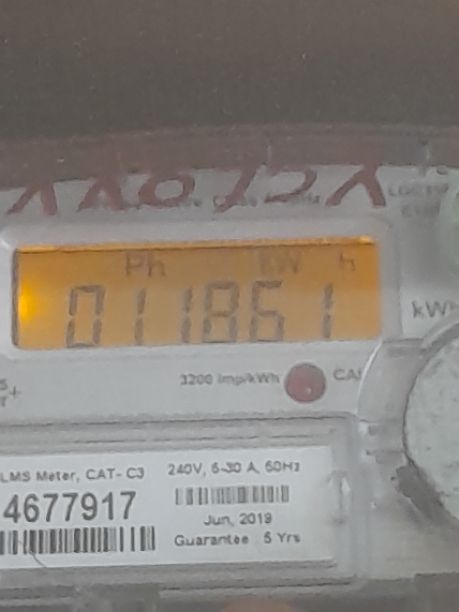 Ph kW h
011861
kWh
3200 imp/kWh
LMS Meter, CAT- C3
240V, 5-30 A, 50Hz
4677917
Jun, 2019
Guarantee 5 Yrs